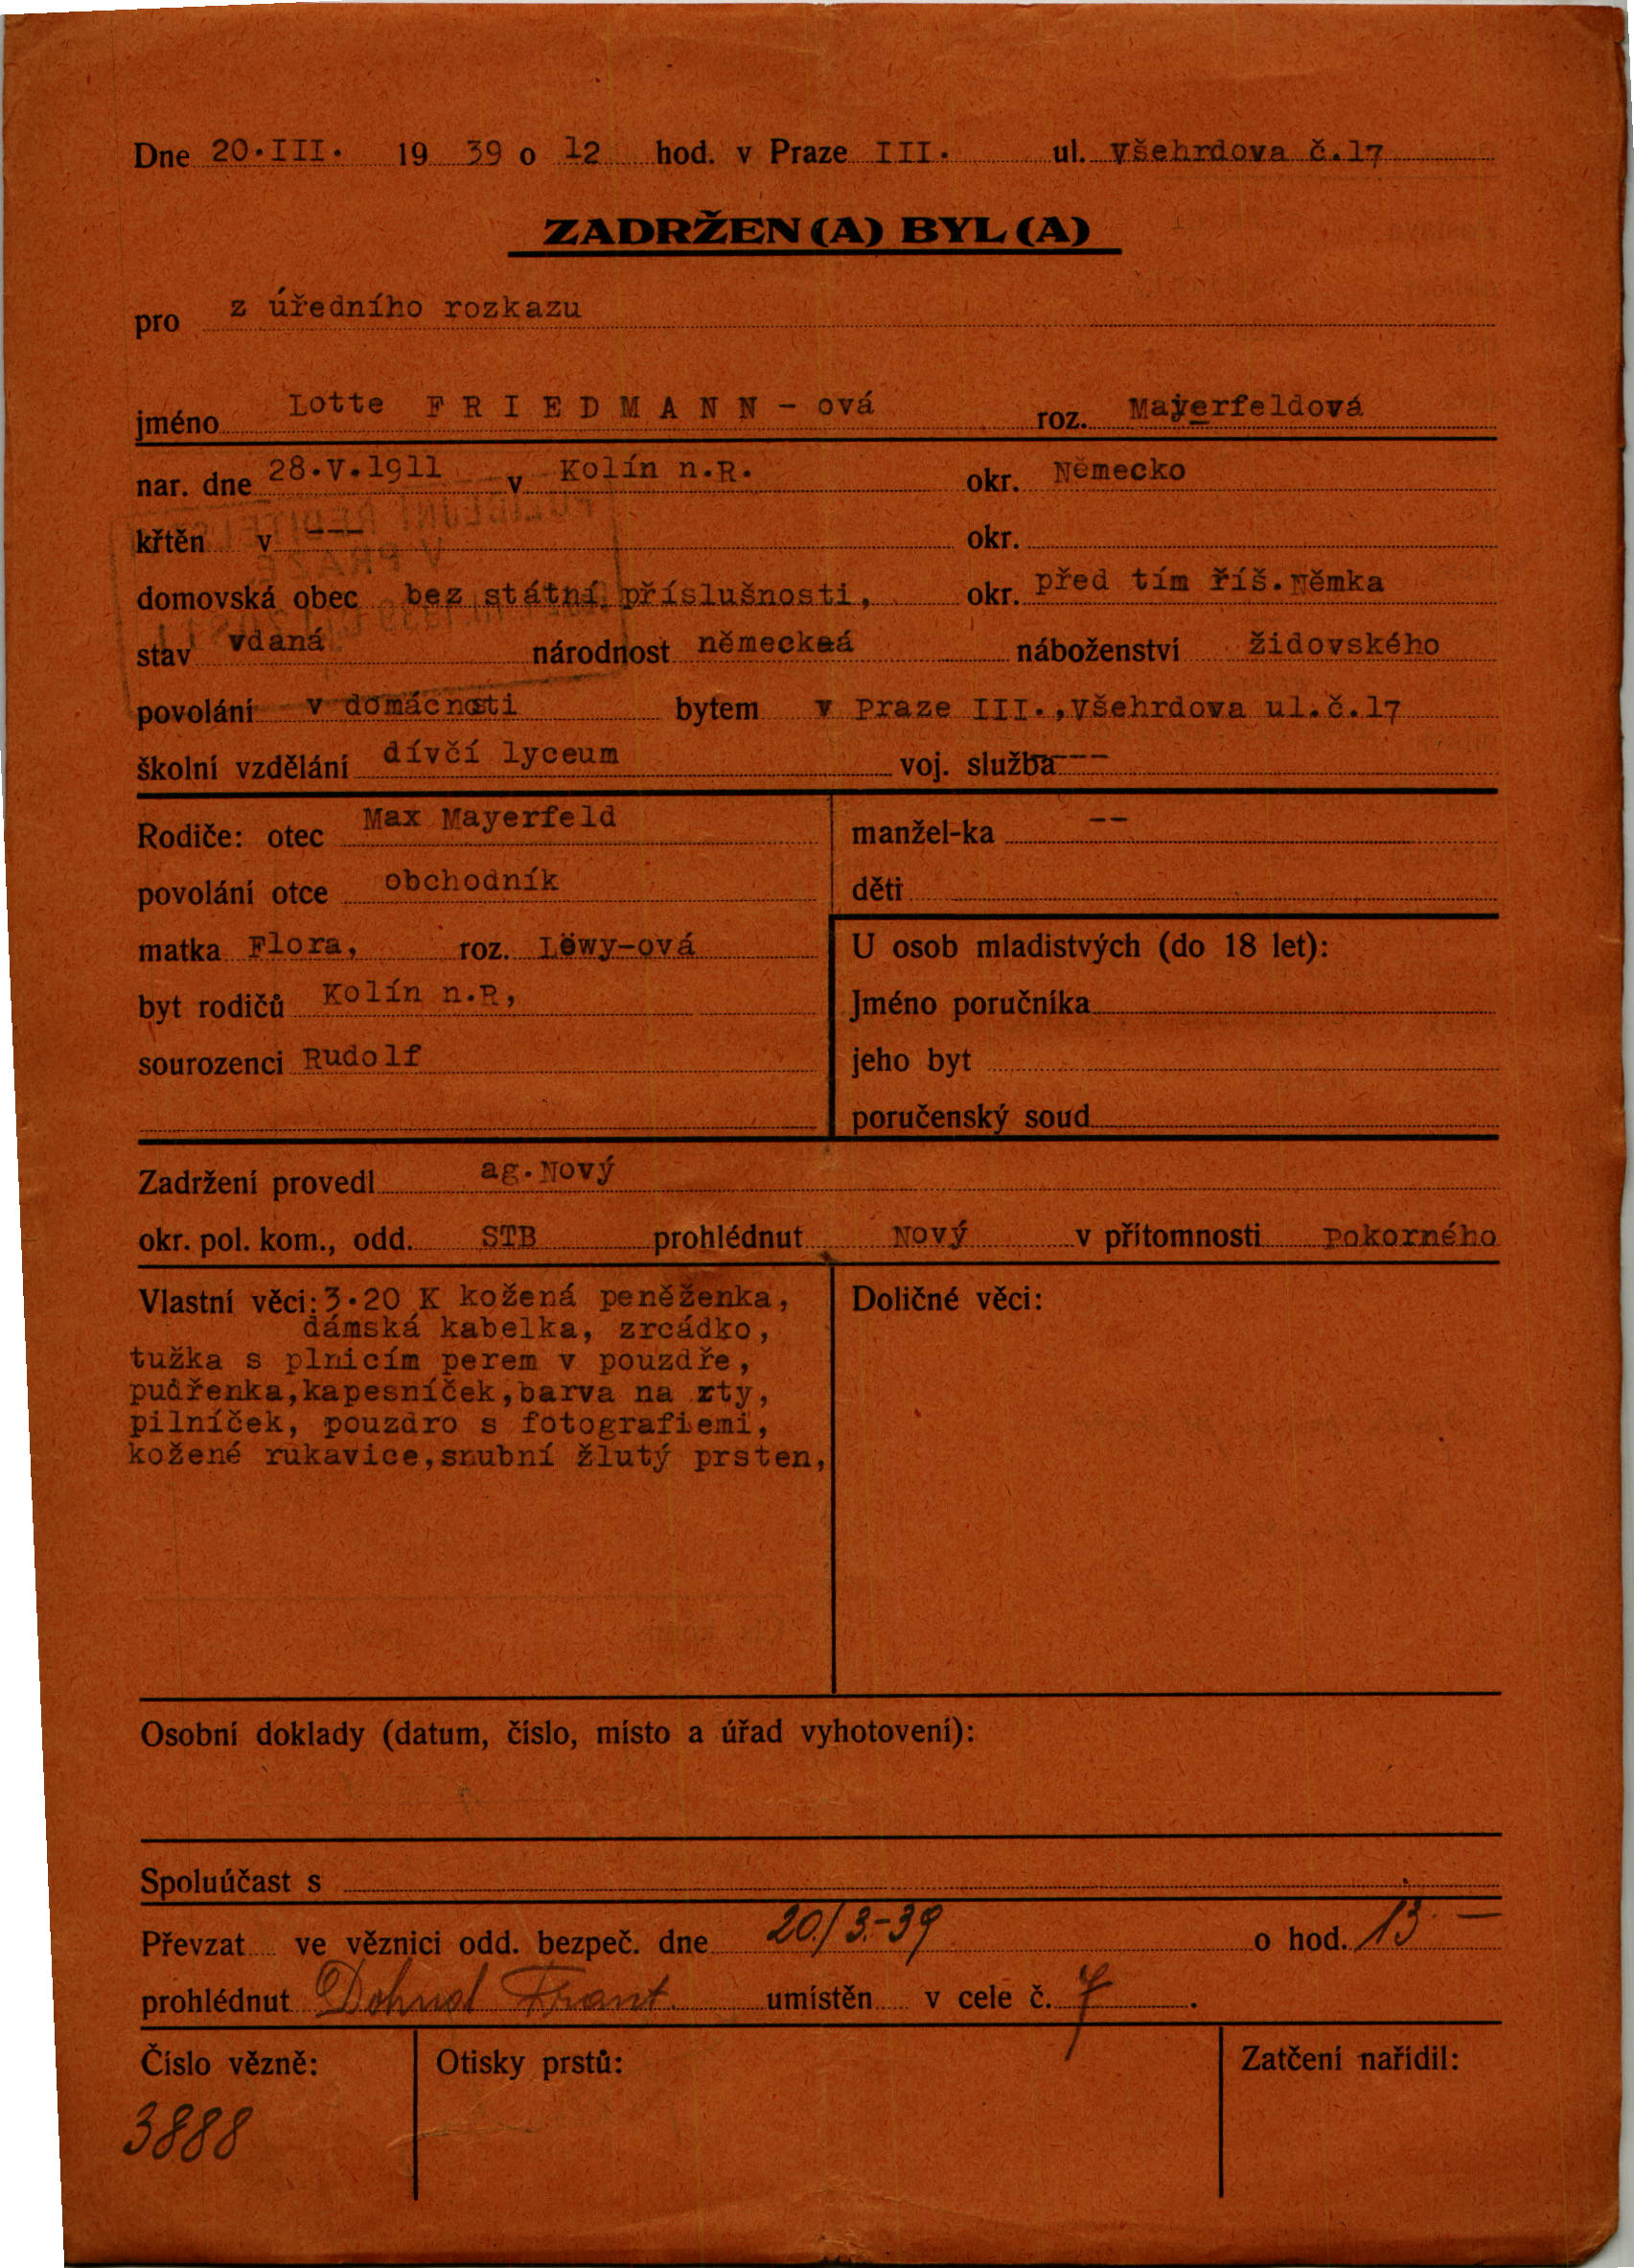 Dne 20.III. 19 39 o 12 hod. v Praze III. ul. Všehrdova č.17
ZADRŽEN(A) BYL(A)
pro z úředního rozkazu
jméno Lotte FRIEDMANN - ová roz. Mayerfeldová
nar. dne 28.V.1911 v Kolín n.R. okr. Německo
křtěn v --- okr.
domovská obec bez státní příslušnosti, okr. před tím říš.Němka
stav vdaná národnost německaá náboženství židovského
povolání v domácnosti bytem v Praze III.,Všehrdova ul.č.17
školní vzdělání dívčí lyceum voj. služba ---
Rodiče: otec Max Mayerfeld manžel-ka --
povolání otce obchodník děti
matka Flora, roz. Löwy-ová U osob mladistvých (do 18 let):
byt rodičů Kolín n.R, Jméno poručníka
sourozenci Rudolf jeho byt
poručenský soud
Zadržení provedl ag.Nový
okr. pol. kom., odd. STB prohlédnut Nový v přítomnosti Pokorného
Vlastní věci: 3.20 K kožená peněženka, Doličné věci:
dámská kabelka, zrcádko,
tužka s plnicím perem v pouzdře,
pudřenka,kapesníček,barva na rty,
pilníček, pouzdro s fotografiemi,
kožené rukavice,snubní žlutý prsten,
Osobní doklady (datum, číslo, místo a úřad vyhotovení):
Spoluúčast s
Převzat ve věznici odd. bezpeč. dne 20./3.-39 o hod. 13.—
prohlédnut Dohnal Frant. umístěn v cele č. 7.
Číslo vězně: Otisky prstů: Zatčení nařídil:
3888